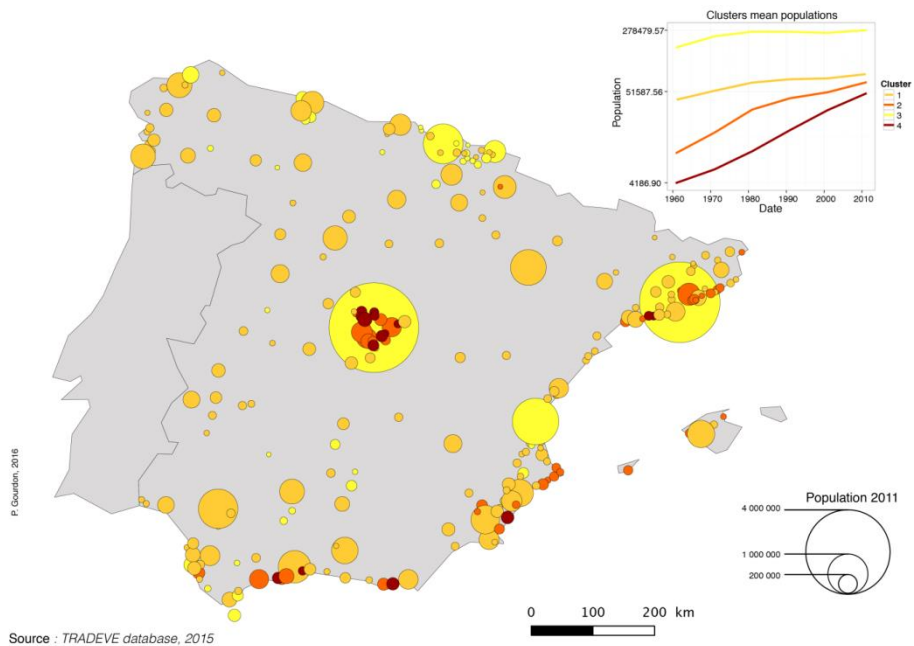 Clusters mean populations
278479.57
51587.56
4186.90
Population
1960 1970 1980 1990 2000 2010
Date
Cluster
1
2
3
4
P. Gourdon, 2016
Population 2011
4 000 000
1 000 000
200 000
0 100 200 km
Source : TRADEVE database, 2015